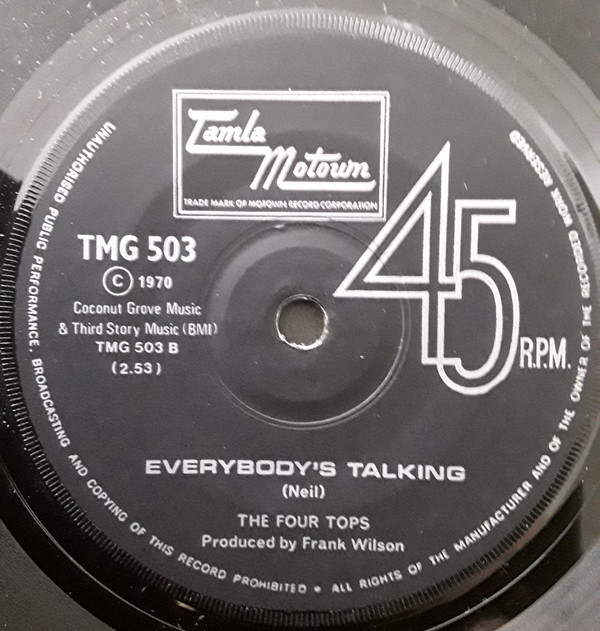 Tamla
Motown
TRADE MARK OF MOTOWN RECORD CORPORATION
45
R.P.M.
TMG 503
Ⓒ 1970
Coconut Grove Music
& Third Story Music (BMI)
TMG 503 B
(2.53)
EVERYBODY'S TALKING
(Neil)
THE FOUR TOPS
Produced by Frank Wilson
UNAUTHORISED PUBLIC PERFORMANCE, BROADCASTING AND COPYING OF THIS RECORD PROHIBITED • ALL RIGHTS OF THE MANUFACTURER AND OF THE OWNER OF THE RECORDED WORK RESERVED